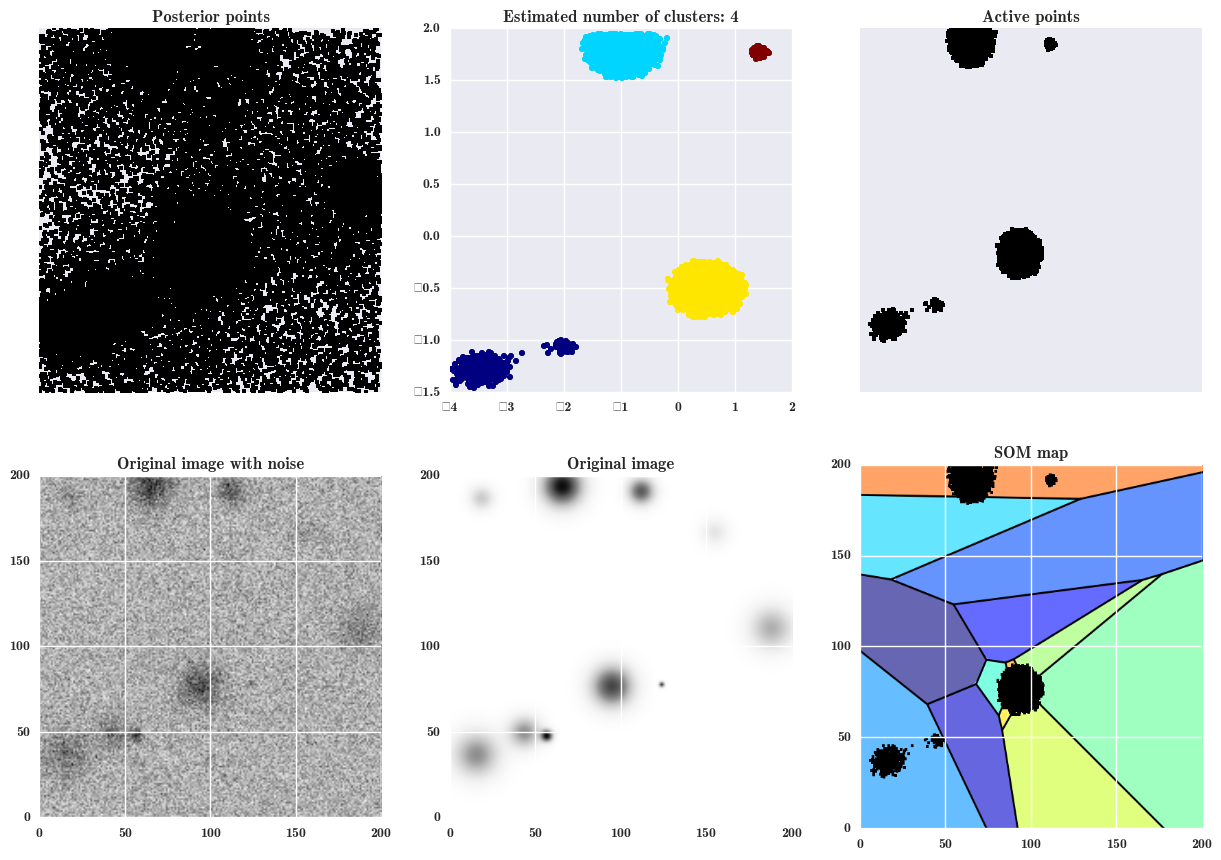 Posterior points
Estimated number of clusters: 4
Active points
2.0
1.5
1.0
0.5
0.0
□0.5
□1.0
□1.5
□4 □3 □2 □1 0 1 2
Original image with noise
Original image
SOM map
200
150
100
50
0
0 50 100 150 200
200
150
100
50
0
0 50 100 150 200
200
150
100
50
0
0 50 100 150 200